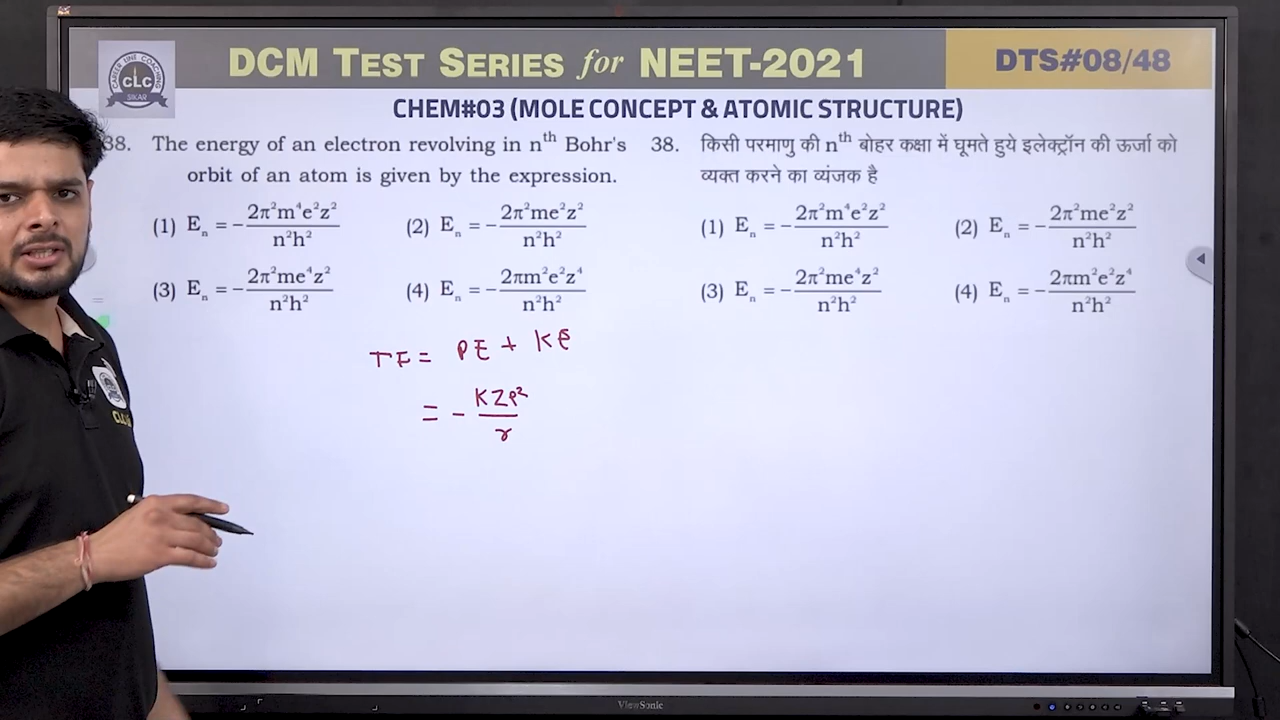 CLC
SIKAR
DCM TEST SERIES for NEET-2021
DTS#08/48
CHEM#03 (MOLE CONCEPT & ATOMIC STRUCTURE)
38. The energy of an electron revolving in nᵗʰ Bohr's
orbit of an atom is given by the expression.
(1) Eₙ = -2π²m⁴e²z²/n²h² (2) Eₙ = -2π²me²z²/n²h²
(3) Eₙ = -2π²me⁴z²/n²h² (4) Eₙ = -2πm²e²z⁴/n²h²
38. किसी परमाणु की nᵗʰ बोहर कक्षा में घूमते हुये इलेक्ट्रॉन की ऊर्जा को
व्यक्त करने का व्यंजक है
(1) Eₙ = -2π²m⁴e²z²/n²h² (2) Eₙ = -2π²me²z²/n²h²
(3) Eₙ = -2π²me⁴z²/n²h² (4) Eₙ = -2πm²e²z⁴/n²h²
TE = PE + KE
= - KZe²/r
ViewSonic